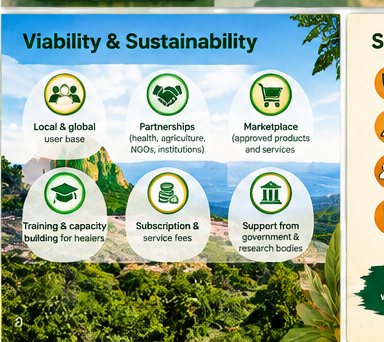 Viability & Sustainability
S
Local & global
user base
Partnerships
(health, agriculture,
NGOs, institutions)
Marketplace
(approved products
and services
Training & capacity
building for healers
Subscription &
service fees
Support from
government &
research bodies